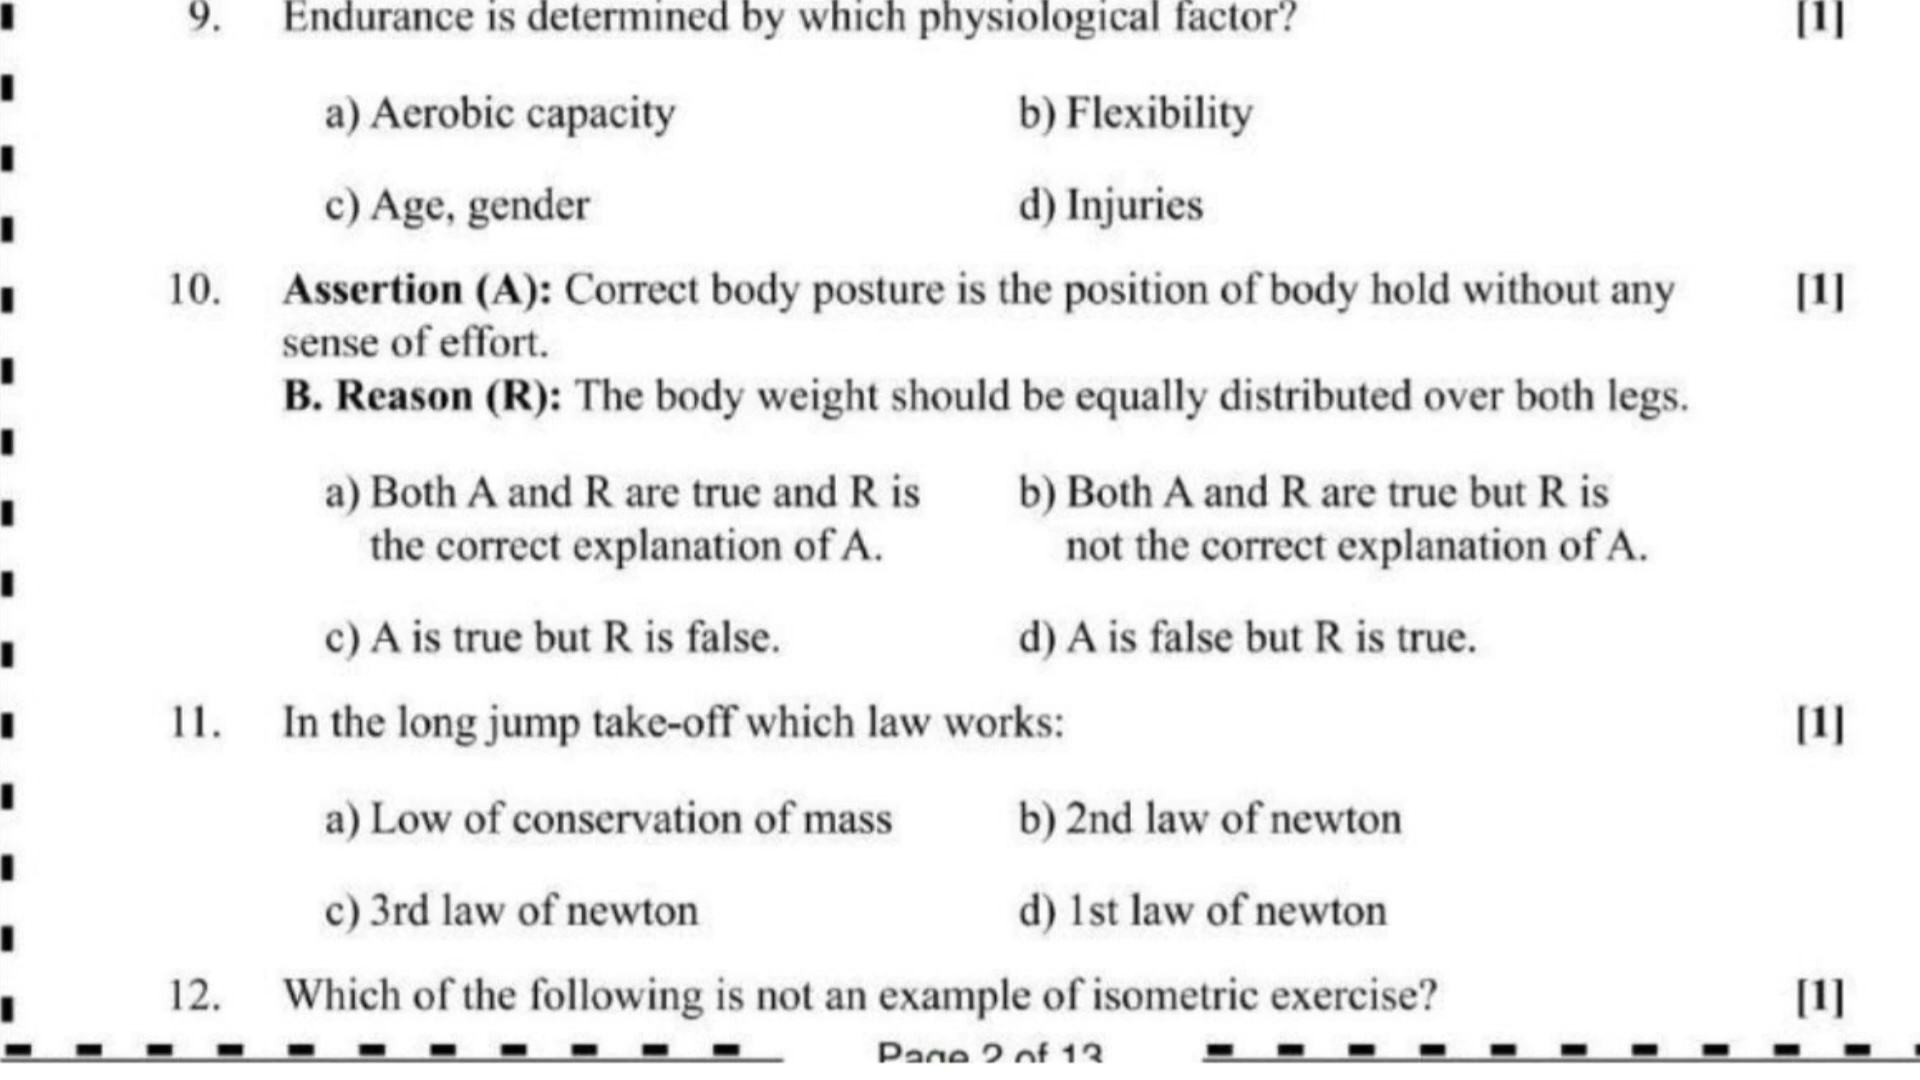 9. Endurance is determined by which physiological factor? [1]
a) Aerobic capacity b) Flexibility
c) Age, gender d) Injuries
10. Assertion (A): Correct body posture is the position of body hold without any [1]
sense of effort.
B. Reason (R): The body weight should be equally distributed over both legs.
a) Both A and R are true and R is b) Both A and R are true but R is
the correct explanation of A. not the correct explanation of A.
c) A is true but R is false. d) A is false but R is true.
11. In the long jump take-off which law works: [1]
a) Low of conservation of mass b) 2nd law of newton
c) 3rd law of newton d) 1st law of newton
12. Which of the following is not an example of isometric exercise? [1]
Page 2 of 13